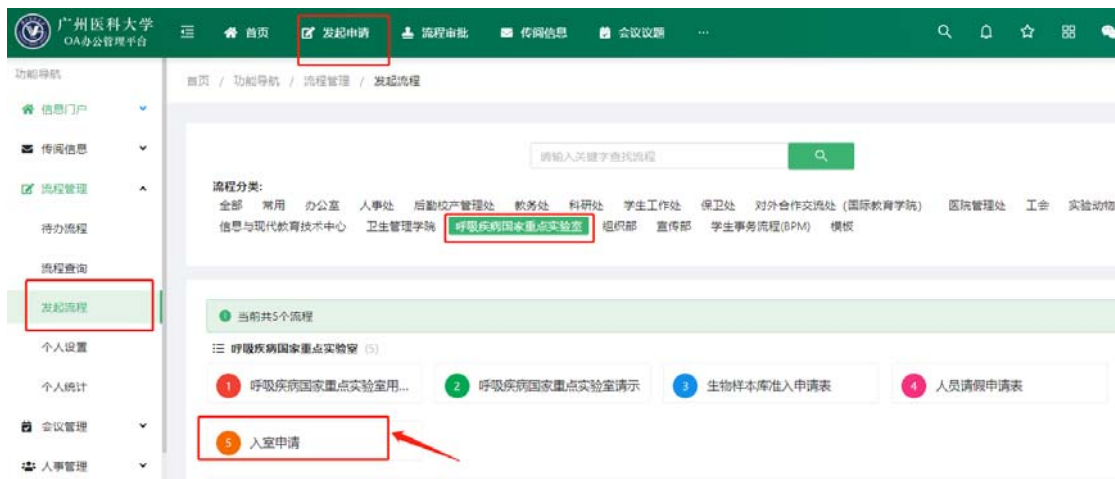 广州医科大学
OA办公管理平台
首页 发起申请 流程审批 传阅信息 会议议题 ...
功能导航
首页 / 功能导航 / 流程管理 / 发起流程
信息门户
传阅信息
流程管理
待办流程
流程查询
发起流程
个人设置
个人统计
会议管理
人事管理
请输入关键字查找流程
流程分类:
全部 常用 办公室 人事处 后勤校产管理处 教务处 科研处 学生工作处 保卫处 对外合作交流处 (国际教育学院) 医院管理处 工会 实验动物
信息与现代教育技术中心 卫生管理学院 呼吸疾病国家重点实验室 组织部 宣传部 学生事务流程(BPM) 模板
当前共5个流程
呼吸疾病国家重点实验室 (5)
1 呼吸疾病国家重点实验室用... 2 呼吸疾病国家重点实验室请示 3 生物样本库准入申请表 4 人员请假申请表
5 入室申请